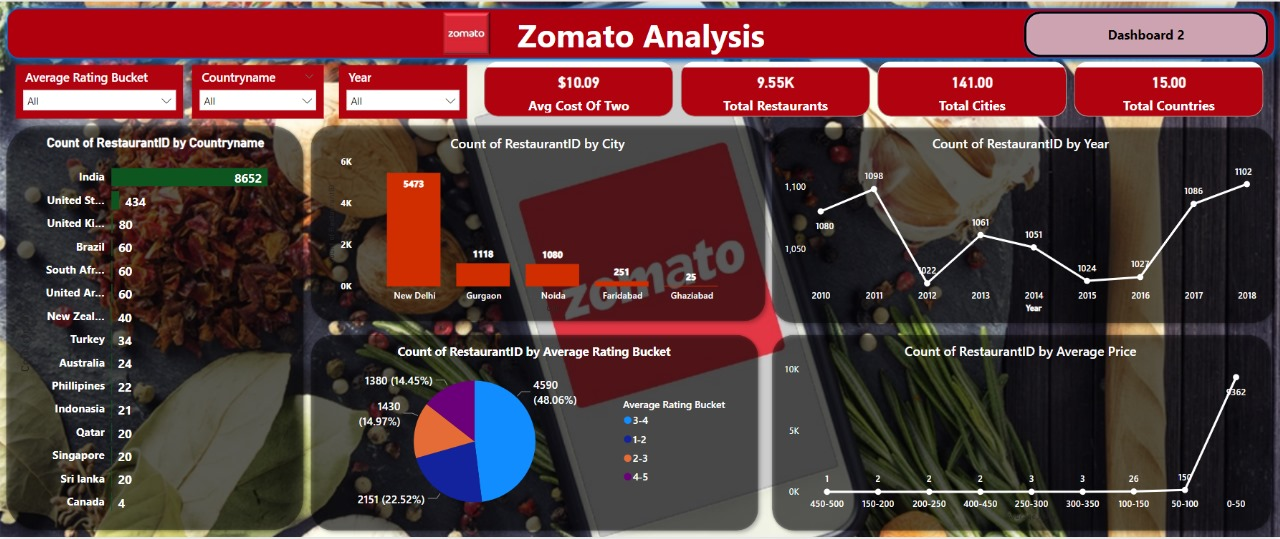 zomato
Zomato Analysis
Dashboard 2
Average Rating Bucket
All
Countryname
All
Year
All
$10.09
Avg Cost Of Two
9.55K
Total Restaurants
141.00
Total Cities
15.00
Total Countries
Count of RestaurantID by Countryname
India 8652
United St... 434
United Ki... 80
Brazil 60
South Afr... 60
United Ar... 60
New Zeal... 40
Turkey 34
Australia 24
Phillipines 22
Indonasia 21
Qatar 20
Singapore 20
Sri lanka 20
Canada 4
Count of RestaurantID by City
6K
4K
2K
0K
5473
1118
1080
251
25
New Delhi Gurgaon Noida Faridabad Ghaziabad
zomato
Count of RestaurantID by Year
1,100
1,050
1080
1098
1022
1061
1051
1024
1027
1086
1102
2010 2011 2012 2013 2014 2015 2016 2017 2018
Year
Count of RestaurantID by Average Rating Bucket
1380 (14.45%)
1430
(14.97%)
2151 (22.52%)
4590
(48.06%)
Average Rating Bucket
3-4
1-2
2-3
4-5
Count of RestaurantID by Average Price
10K
5K
0K
1 2 2 2 3 3 26 150 9362
450-500 150-200 200-250 400-450 250-300 300-350 100-150 50-100 0-50